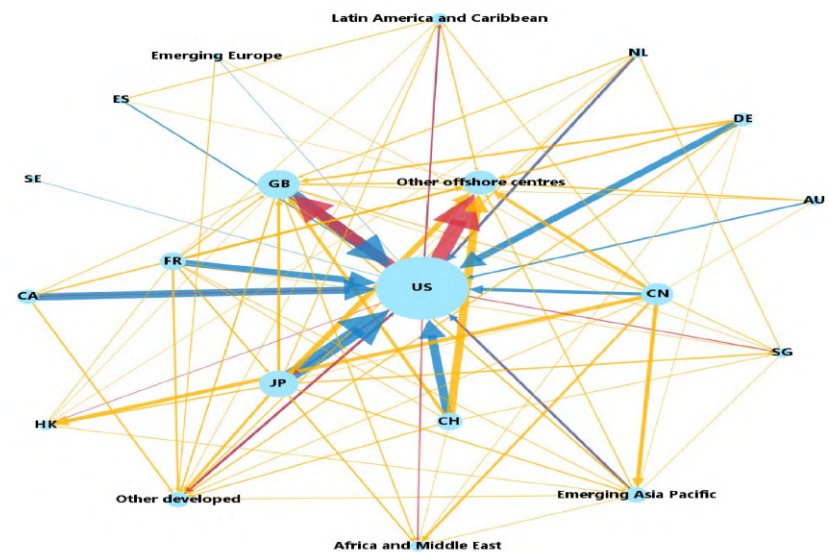 Latin America and Caribbean
Emerging Europe
NL
ES
DE
SE
GB
Other offshore centres
AU
FR
US
CA
CN
SG
JP
HK
CH
Other developed
Emerging Asia Pacific
Africa and Middle East